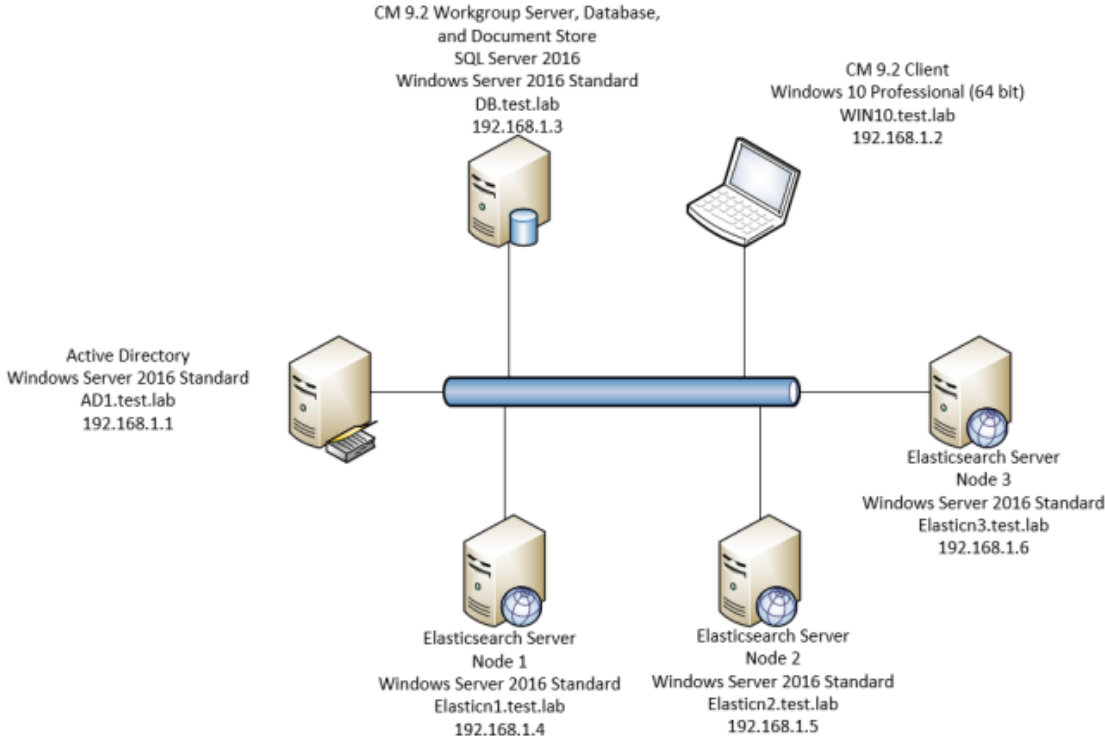 CM 9.2 Workgroup Server, Database,
and Document Store
SQL Server 2016
Windows Server 2016 Standard
DB.test.lab
192.168.1.3
CM 9.2 Client
Windows 10 Professional (64 bit)
WIN10.test.lab
192.168.1.2
Active Directory
Windows Server 2016 Standard
AD1.test.lab
192.168.1.1
Elasticsearch Server
Node 3
Windows Server 2016 Standard
Elasticn3.test.lab
192.168.1.6
Elasticsearch Server
Node 1
Windows Server 2016 Standard
Elasticn1.test.lab
192.168.1.4
Elasticsearch Server
Node 2
Windows Server 2016 Standard
Elasticn2.test.lab
192.168.1.5